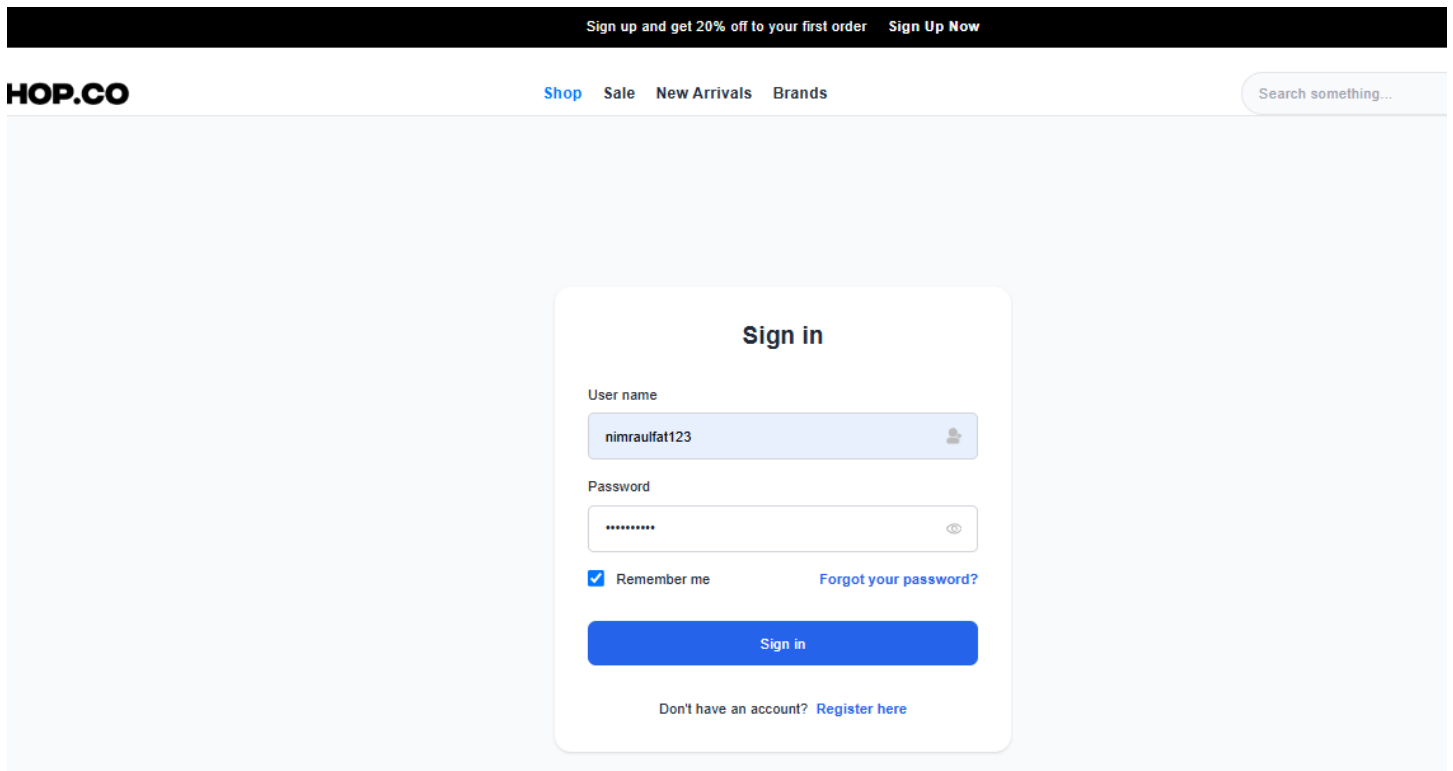 Sign up and get 20% off to your first order Sign Up Now
HOP.CO Shop Sale New Arrivals Brands Search something...
Sign in
User name
nimraulfat123
Password
••••••••••
Remember me Forgot your password?
Sign in
Don't have an account? Register here